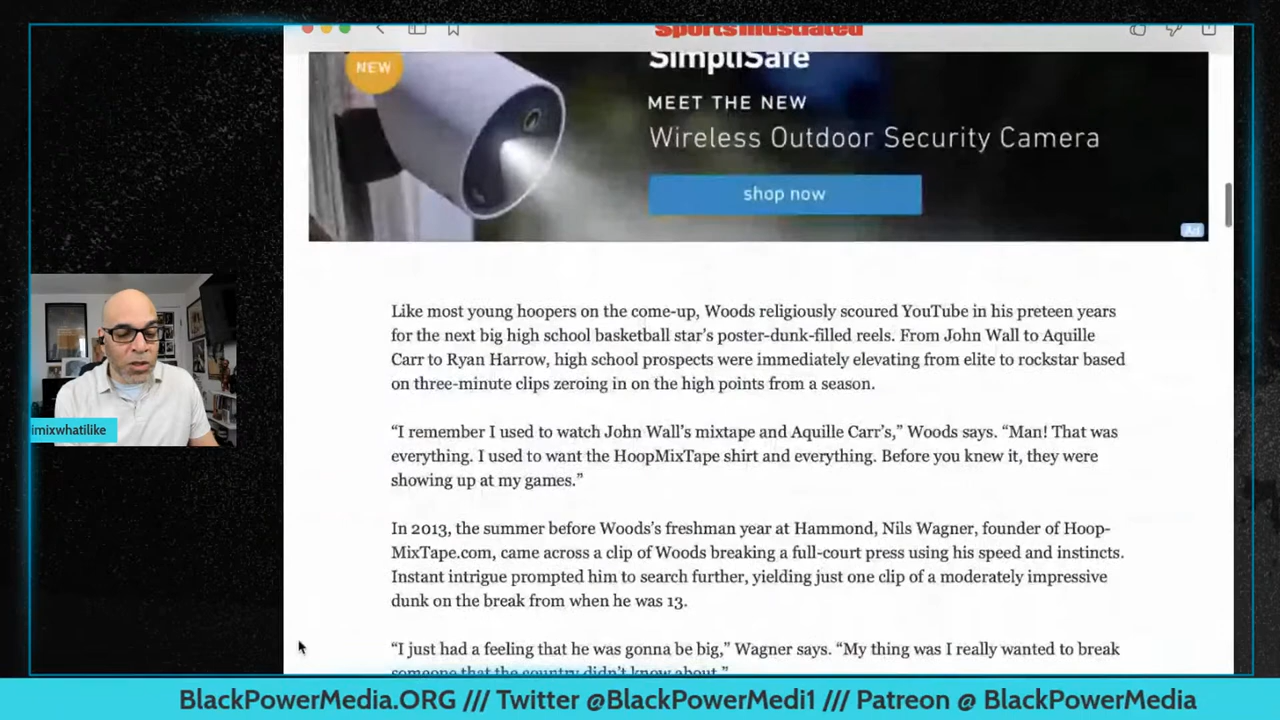 Sports Illustrated
NEW
SimpliSafe
MEET THE NEW
Wireless Outdoor Security Camera
shop now
Ad
Like most young hoopers on the come-up, Woods religiously scoured YouTube in his preteen years
for the next big high school basketball star’s poster-dunk-filled reels. From John Wall to Aquille
Carr to Ryan Harrow, high school prospects were immediately elevating from elite to rockstar based
on three-minute clips zeroing in on the high points from a season.
“I remember I used to watch John Wall’s mixtape and Aquille Carr’s,” Woods says. “Man! That was
everything. I used to want the HoopMixTape shirt and everything. Before you knew it, they were
showing up at my games.”
In 2013, the summer before Woods’s freshman year at Hammond, Nils Wagner, founder of Hoop-
MixTape.com, came across a clip of Woods breaking a full-court press using his speed and instincts.
Instant intrigue prompted him to search further, yielding just one clip of a moderately impressive
dunk on the break from when he was 13.
“I just had a feeling that he was gonna be big,” Wagner says. “My thing was I really wanted to break
someone that the country didn’t know about.”
imixwhatilike
BlackPowerMedia.ORG /// Twitter @BlackPowerMedi1 /// Patreon @ BlackPowerMedia